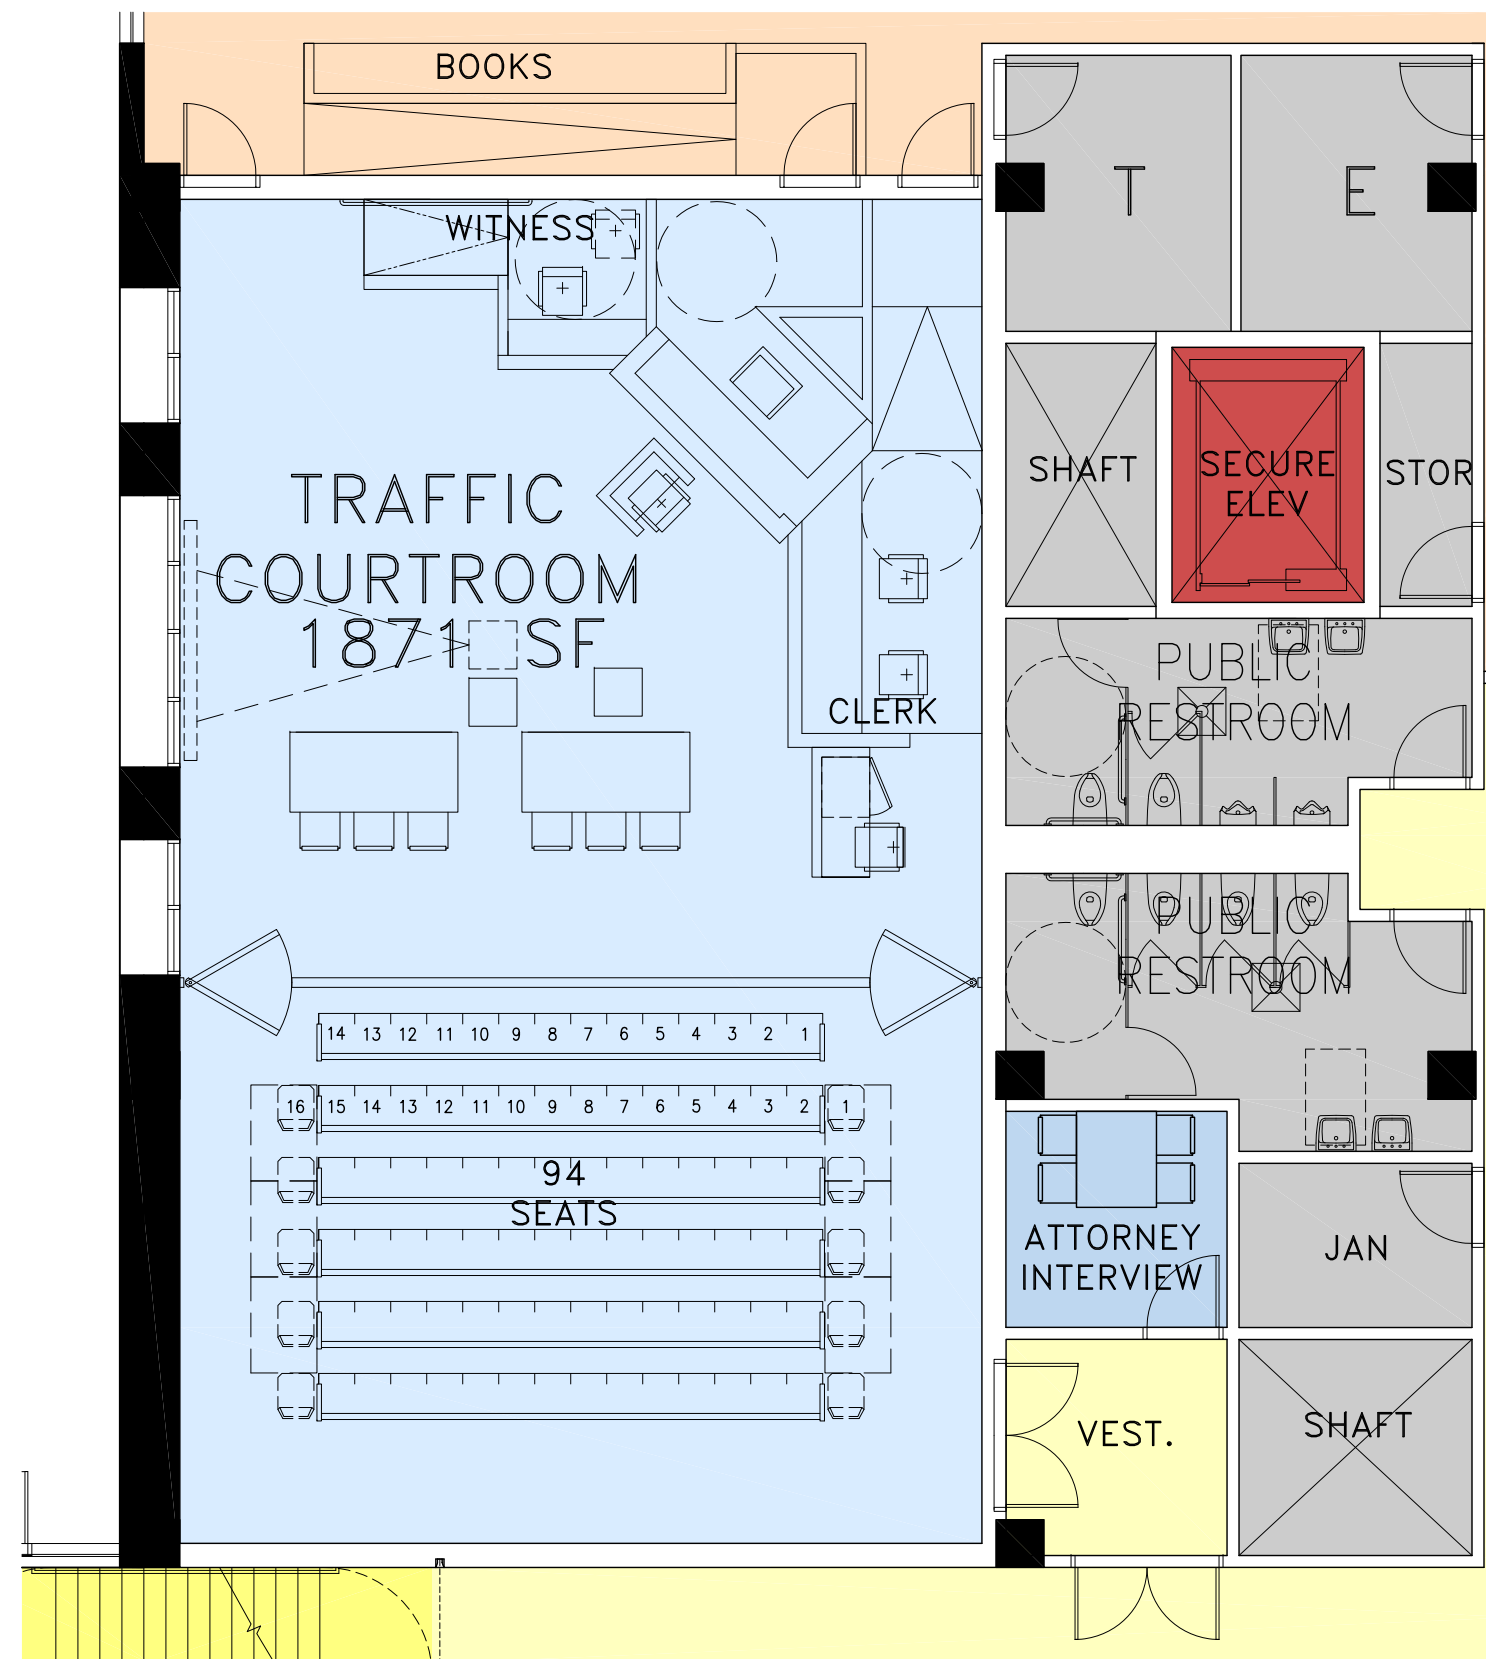 BOOKS
T
E
WITNESS
TRAFFIC
COURTROOM
1871 SF
SHAFT
SECURE
ELEV
STOR
PUBLIC
RESTROOM
CLERK
PUBLIC
RESTROOM
14 13 12 11 10 9 8 7 6 5 4 3 2 1
16 15 14 13 12 11 10 9 8 7 6 5 4 3 2 1
94
SEATS
ATTORNEY
INTERVIEW
JAN
VEST.
SHAFT